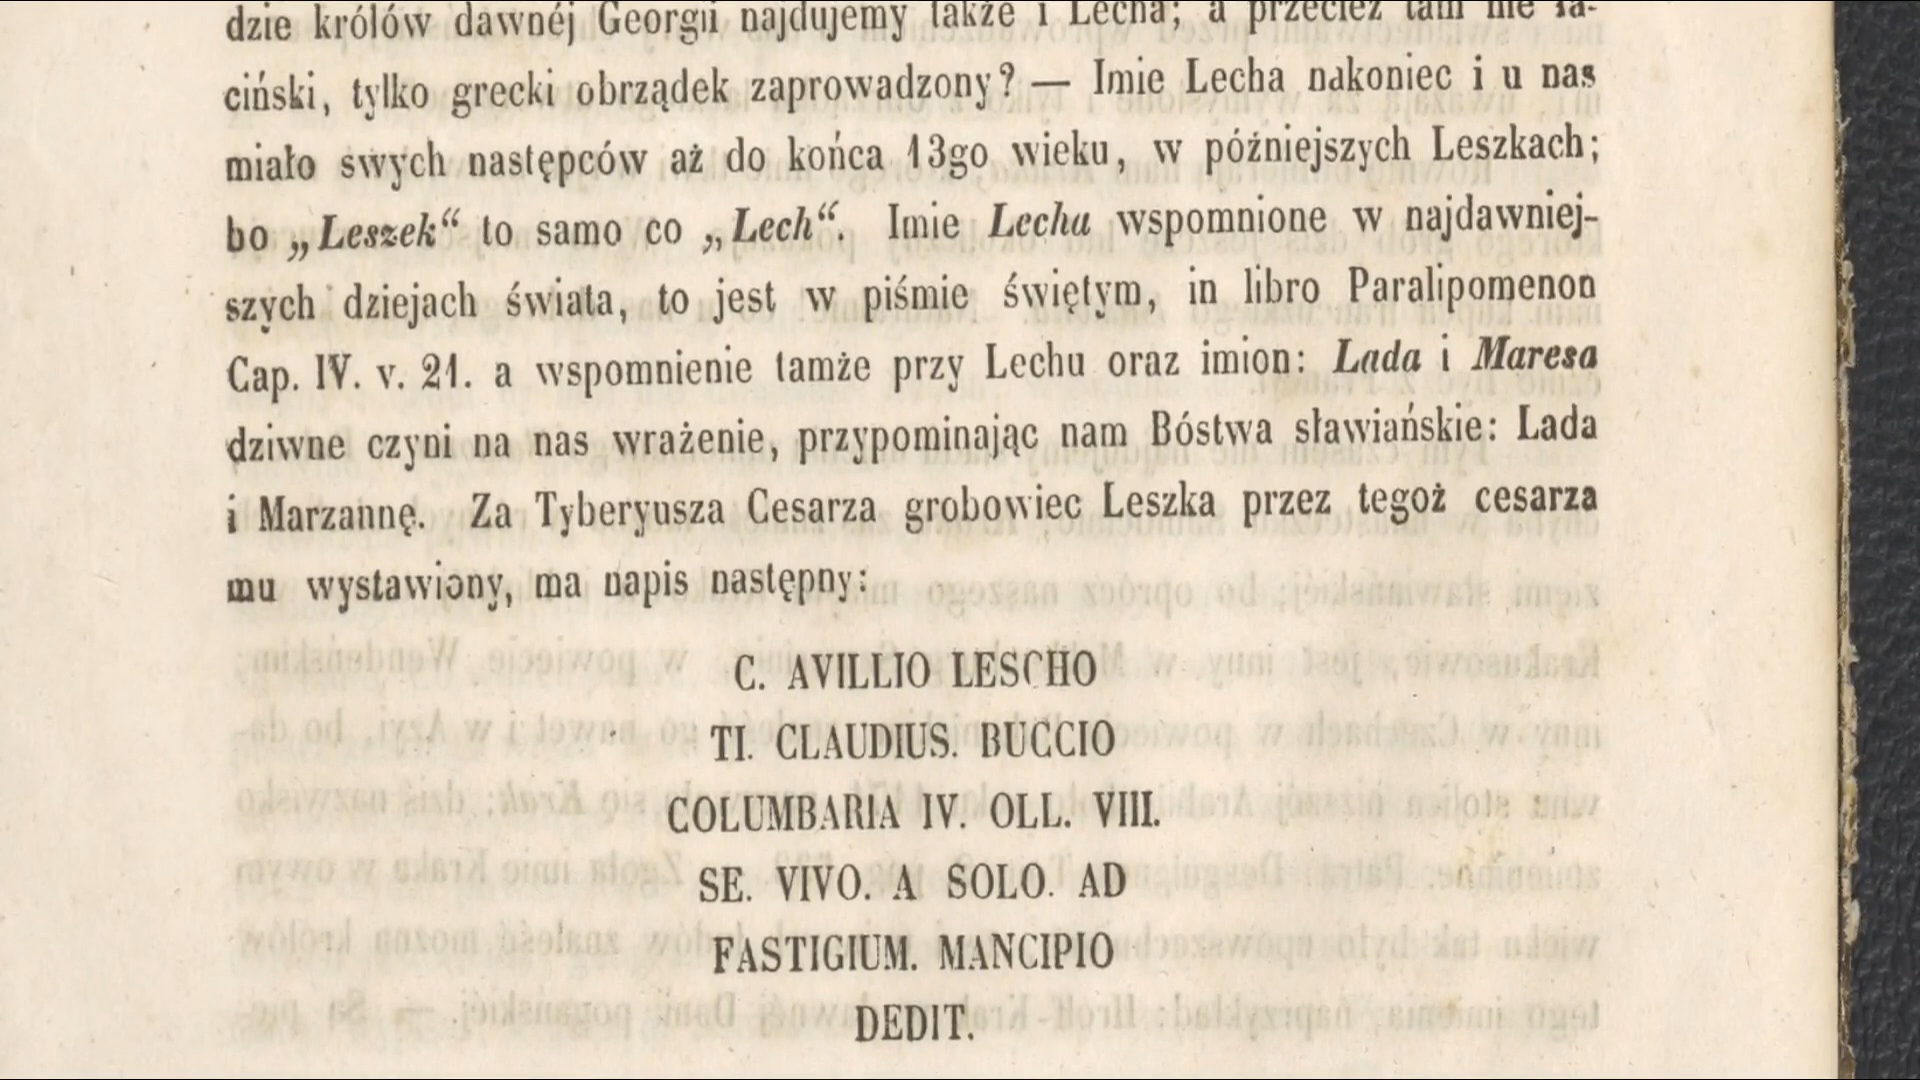 dzie królów dawnéj Georgii najdujemy także i Lecha; a przecież tam nie ła-
ciński, tylko grecki obrządek zaprowadzony? — Imie Lecha nakoniec i u nas
miało swych następców aż do końca 13go wieku, w późniejszych Leszkach;
bo „Leszek“ to samo co „Lech“. Imie Lecha wspomnione w najdawniej-
szych dziejach świata, to jest w piśmie świętym, in libro Paralipomenon
Cap. IV. v. 21. a wspomnienie tamże przy Lechu oraz imion: Lada i Maresa
dziwne czyni na nas wrażenie, przypominając nam Bóstwa sławiańskie: Lada
i Marzannę. Za Tyberyusza Cesarza grobowiec Leszka przez tegoż cesarza
mu wystawiony, ma napis następny:
C. AVILLIO LESCHO
TI. CLAUDIUS. BUCCIO
COLUMBARIA IV. OLL. VIII.
SE. VIVO. A SOLO. AD
FASTIGIUM. MANCIPIO
DEDIT.